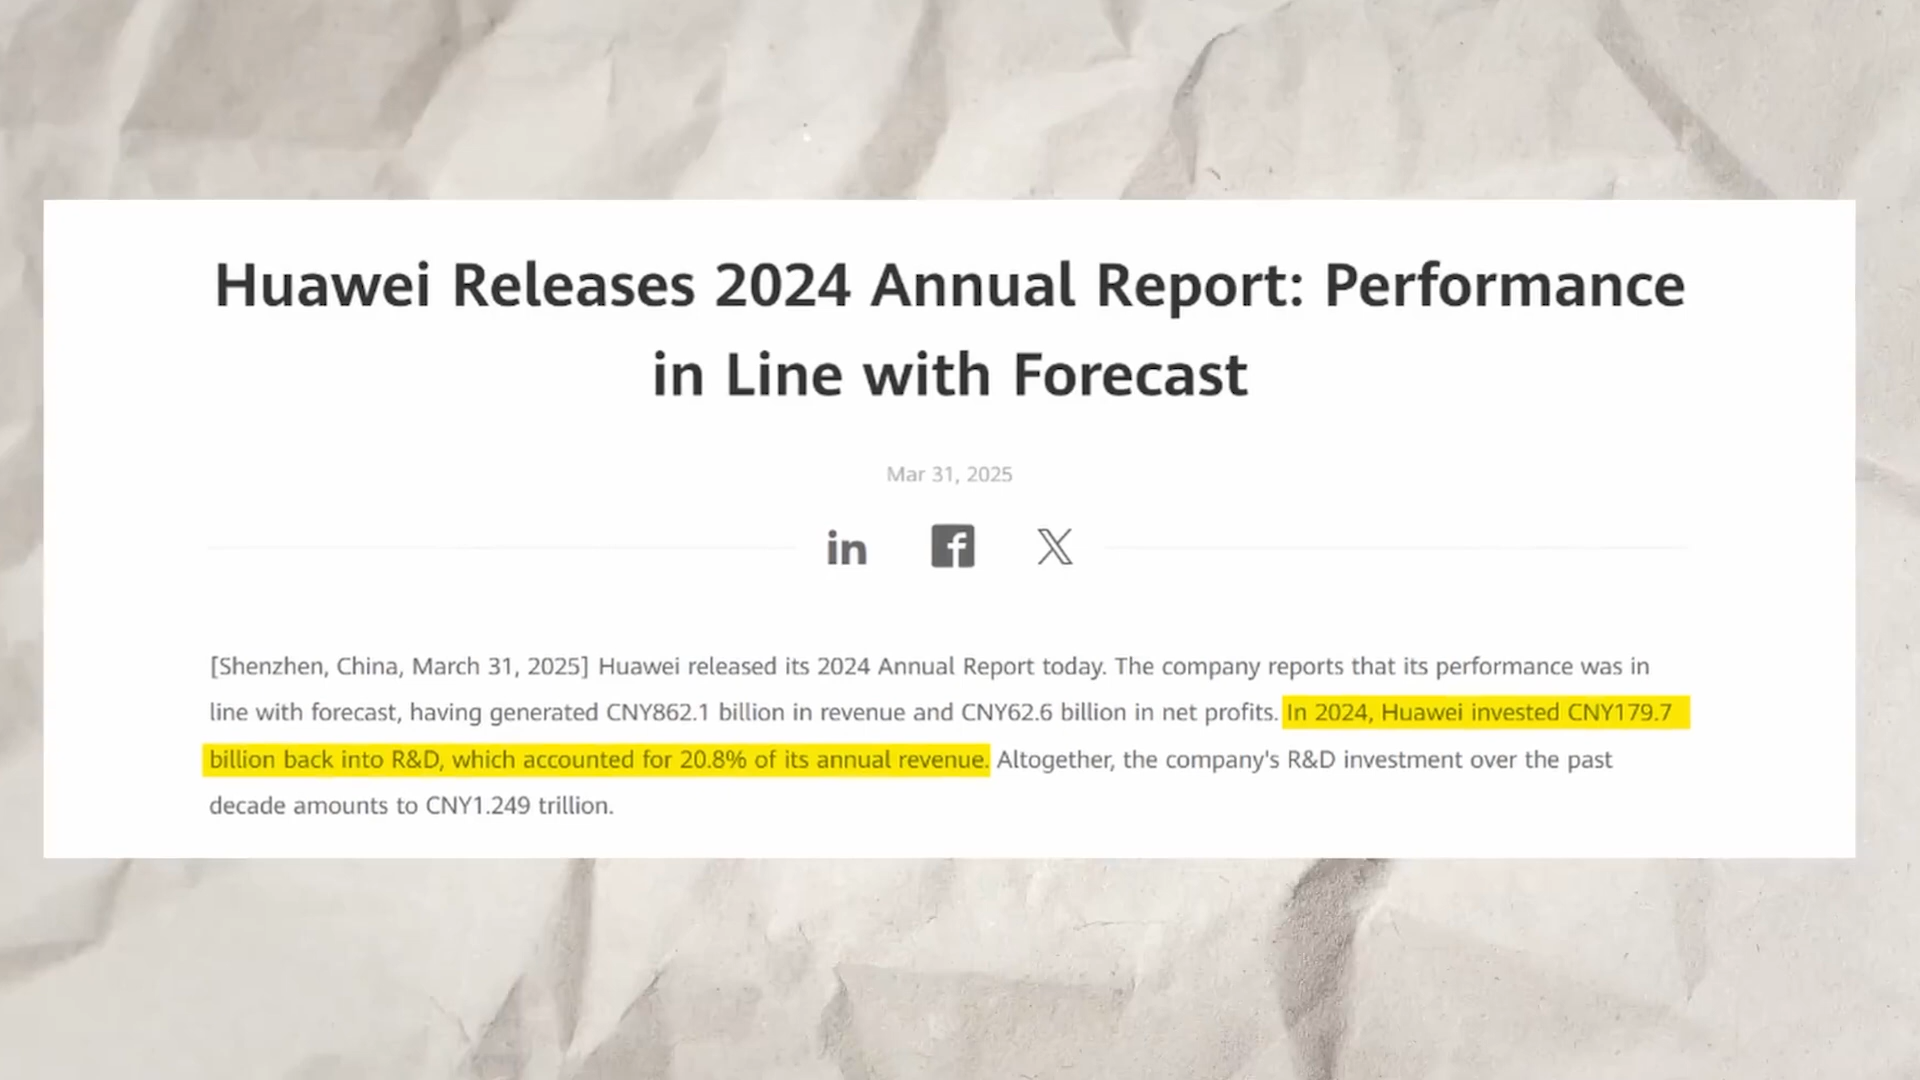 Huawei Releases 2024 Annual Report: Performance
in Line with Forecast
Mar 31, 2025
[Shenzhen, China, March 31, 2025] Huawei released its 2024 Annual Report today. The company reports that its performance was in
line with forecast, having generated CNY862.1 billion in revenue and CNY62.6 billion in net profits. In 2024, Huawei invested CNY179.7
billion back into R&D, which accounted for 20.8% of its annual revenue. Altogether, the company's R&D investment over the past
decade amounts to CNY1.249 trillion.